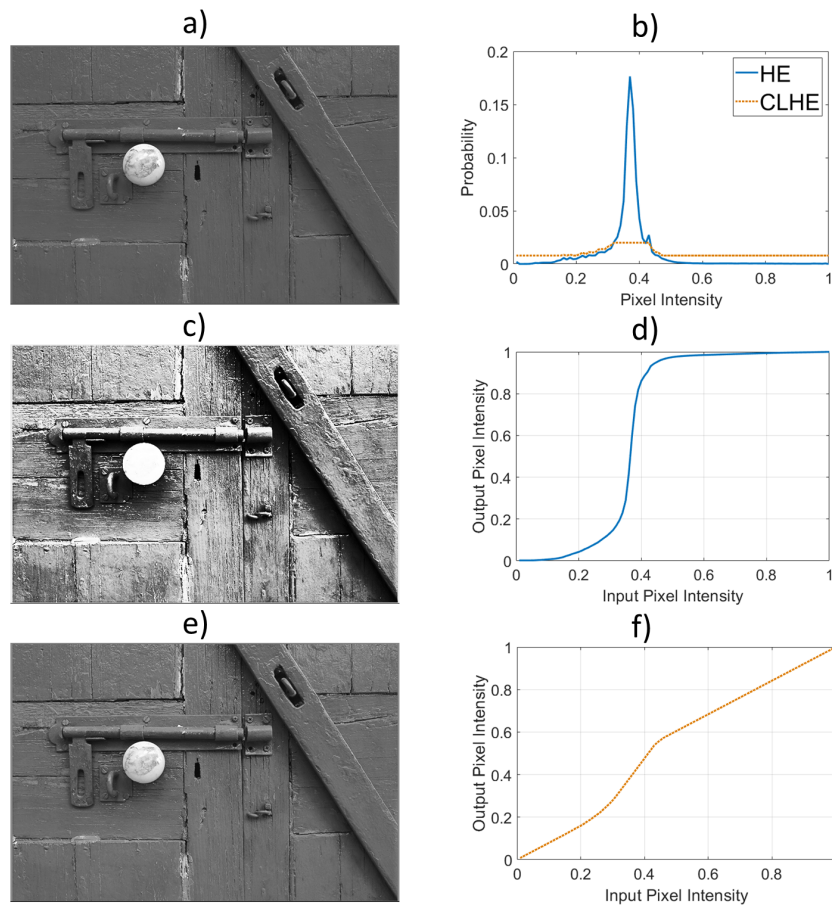 a)
b)
0.2
0.15
0.1
0.05
0
Probability
HE
CLHE
0 0.2 0.4 0.6 0.8 1
Pixel Intensity
c)
d)
1
0.8
0.6
0.4
0.2
0
Output Pixel Intensity
0.2 0.4 0.6 0.8 1
Input Pixel Intensity
e)
f)
1
0.8
0.6
0.4
0.2
0
Output Pixel Intensity
0 0.2 0.4 0.6 0.8
Input Pixel Intensity